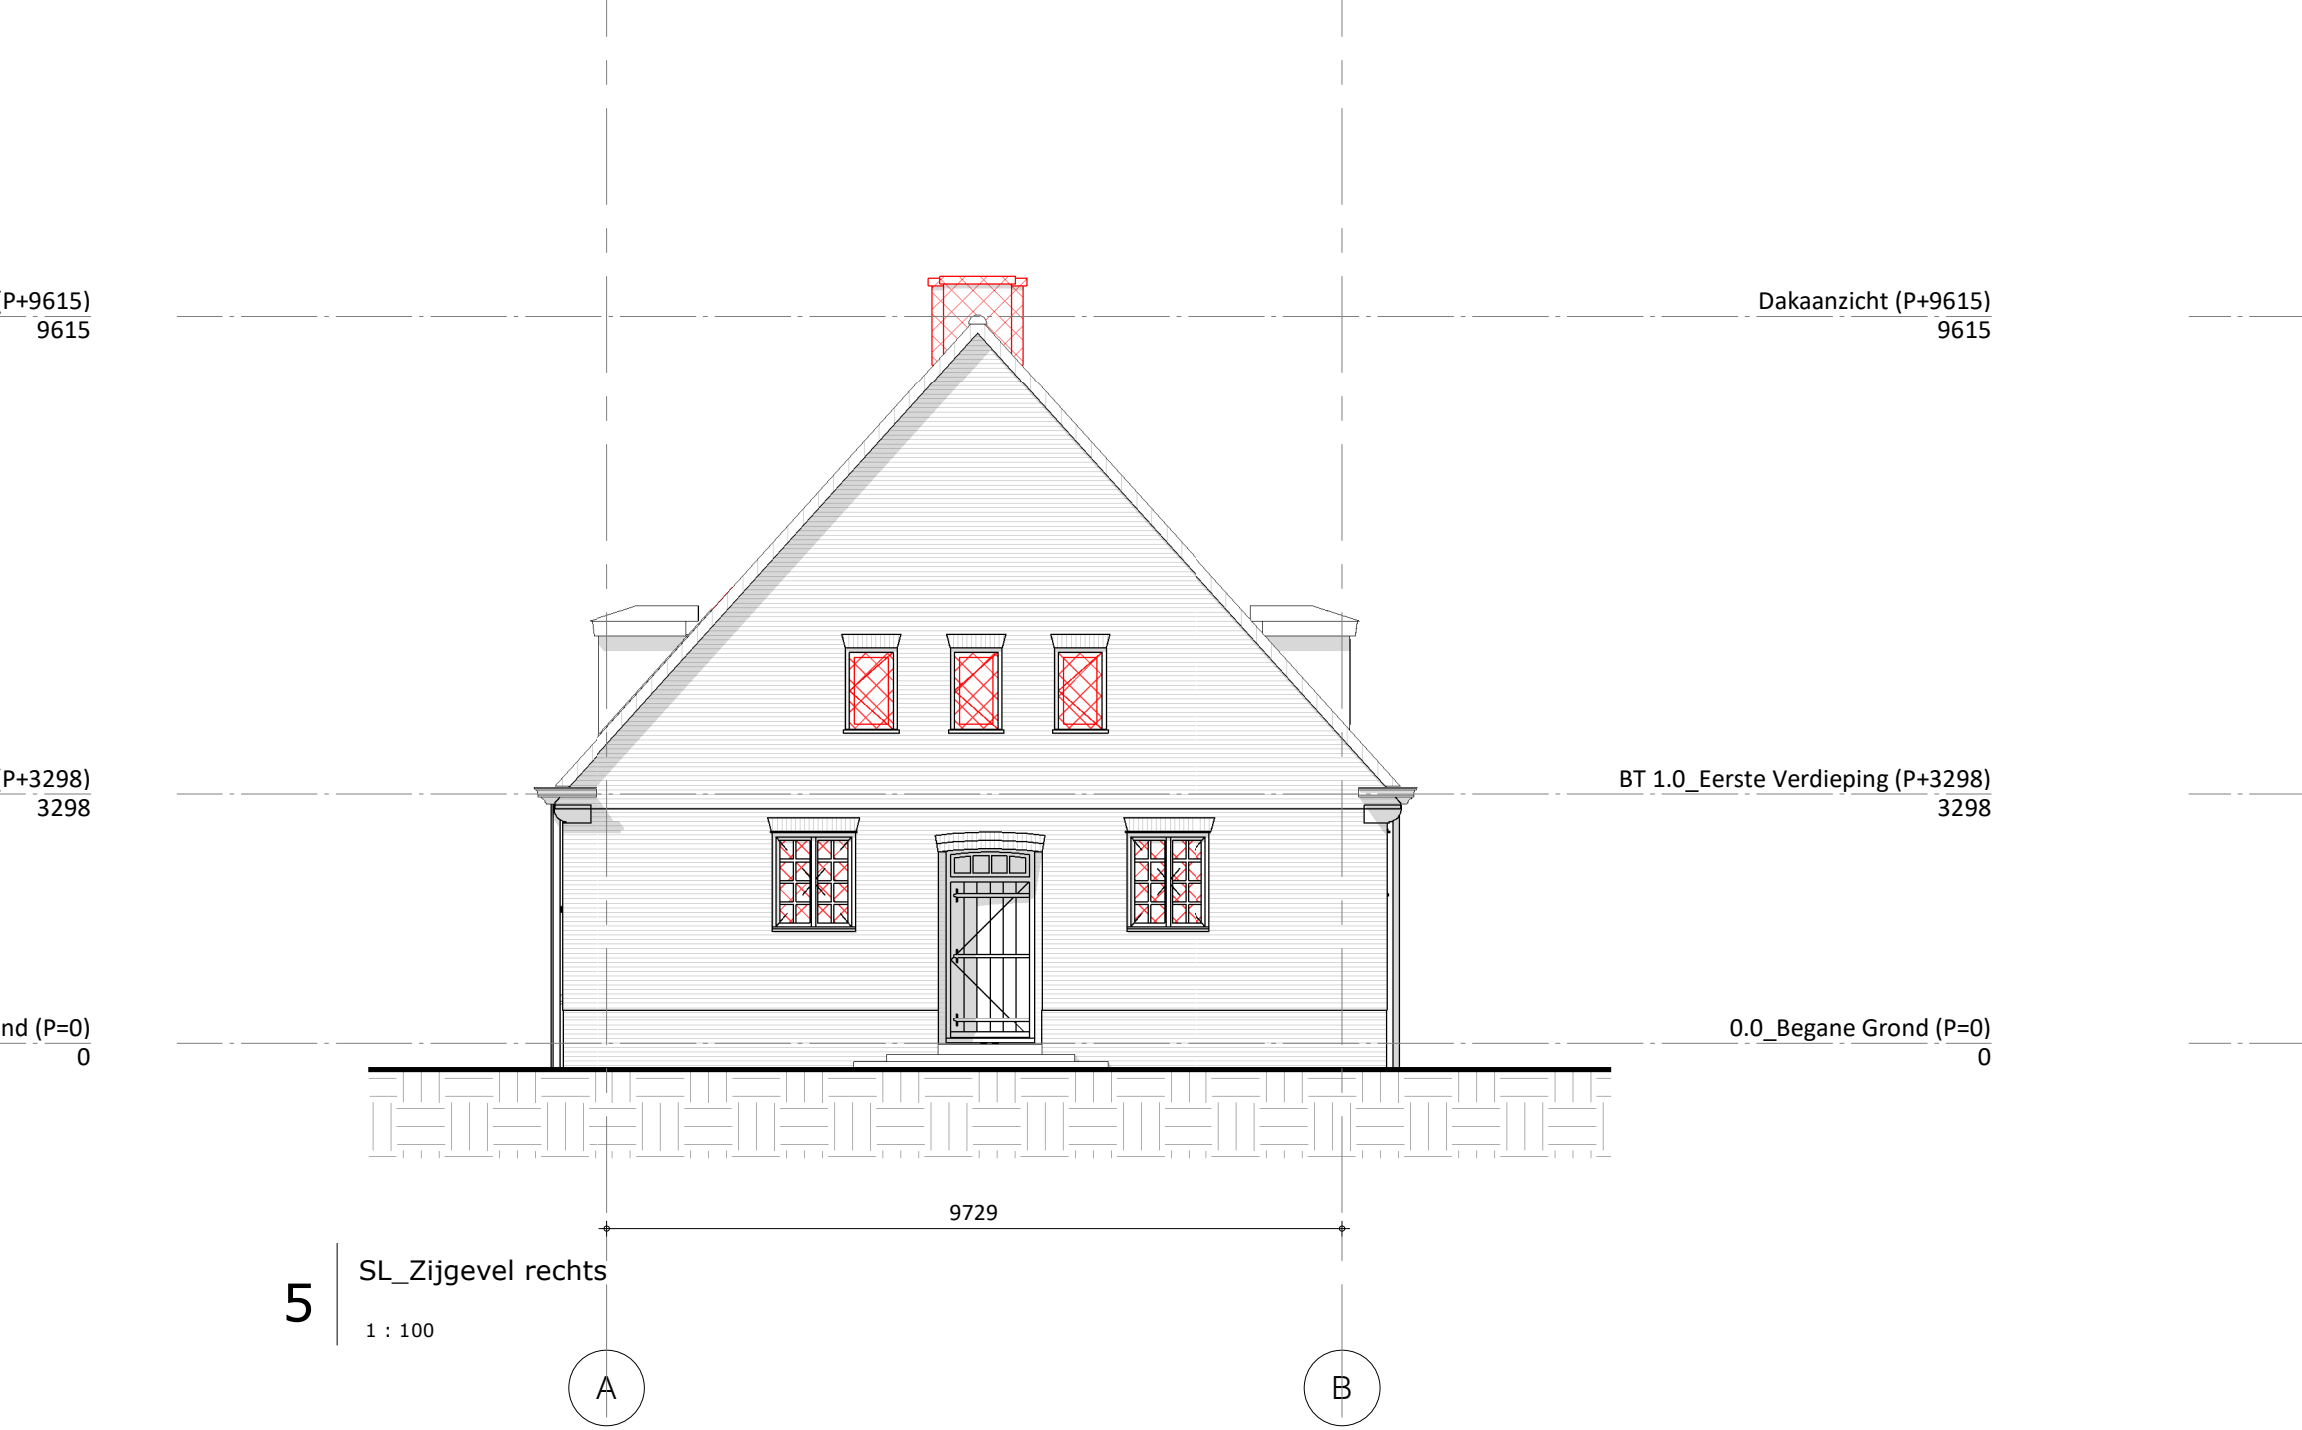 (P+9615)
9615
Dakaanzicht (P+9615)
9615
P+3298)
3298
BT 1.0_Eerste Verdieping (P+3298)
3298
nd (P=0)
0
0.0_Begane Grond (P=0)
0
9729
5
SL_Zijgevel rechts
1 : 100
A
B